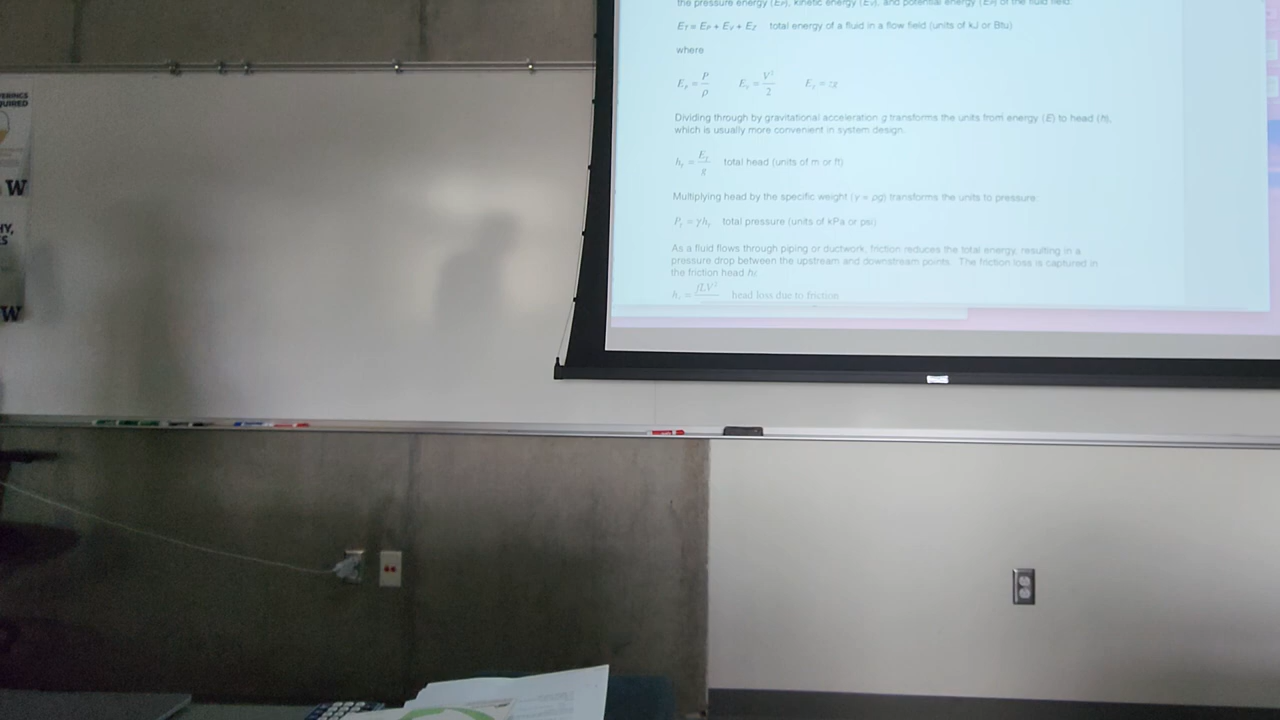 the pressure energy (EP), kinetic energy (EV), and potential energy (EP) of the fluid field:
ET = EP + EV + EZ total energy of a fluid in a flow field (units of kJ or Btu)
where
EP = P/ρ Ev = V²/2 Ez = zg
Dividing through by gravitational acceleration g transforms the units from energy (E) to head (h),
which is usually more convenient in system design.
hT = ET/g total head (units of m or ft)
Multiplying head by the specific weight (γ = ρg) transforms the units to pressure:
PT = γhT total pressure (units of kPa or psi)
As a fluid flows through piping or ductwork, friction reduces the total energy, resulting in a
pressure drop between the upstream and downstream points. The friction loss is captured in
the friction head hf
fLV² head loss due to friction
W
W